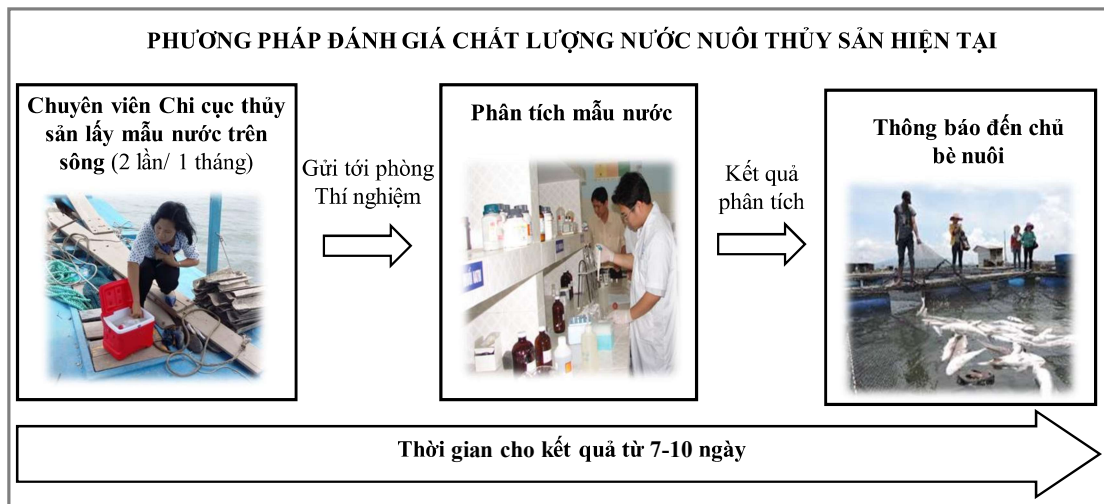 PHƯƠNG PHÁP ĐÁNH GIÁ CHẤT LƯỢNG NƯỚC NUÔI THỦY SẢN HIỆN TẠI
Chuyên viên Chi cục thủy
sản lấy mẫu nước trên
sông (2 lần/ 1 tháng)
Gửi tới phòng
Thí nghiệm
Phân tích mẫu nước
Kết quả
phân tích
Thông báo đến chủ
bè nuôi
Thời gian cho kết quả từ 7-10 ngày